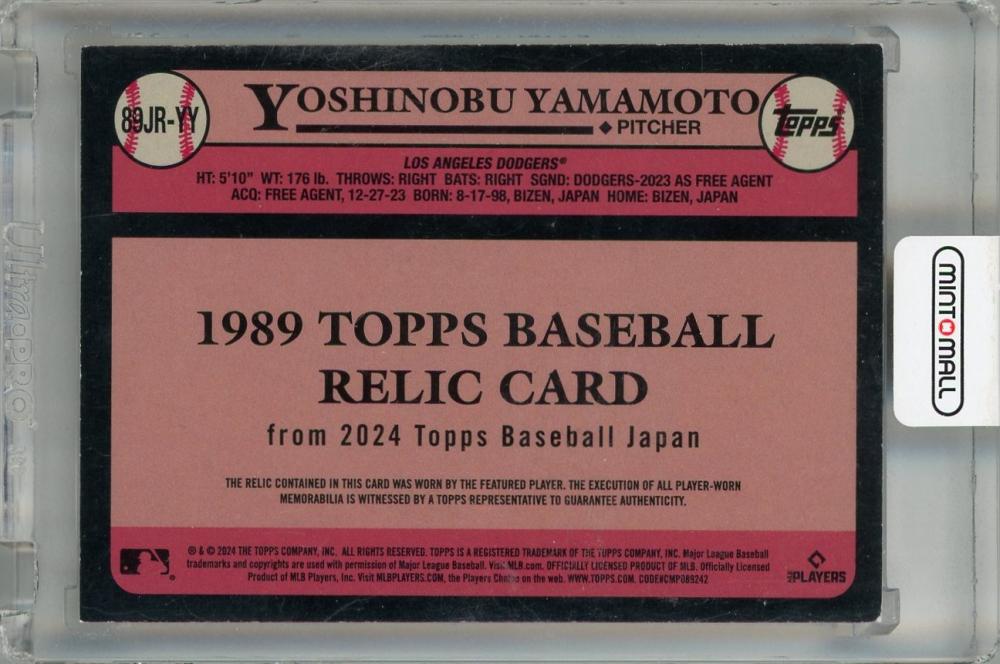 89JR-YY
YOSHINOBU YAMAMOTO
PITCHER
topps
LOS ANGELES DODGERS®
HT: 5'10" WT: 176 lb. THROWS: RIGHT BATS: RIGHT SGND: DODGERS-2023 AS FREE AGENT
ACQ: FREE AGENT, 12-27-23 BORN: 8-17-98, BIZEN, JAPAN HOME: BIZEN, JAPAN
1989 TOPPS BASEBALL
RELIC CARD
from 2024 Topps Baseball Japan
THE RELIC CONTAINED IN THIS CARD WAS WORN BY THE FEATURED PLAYER. THE EXECUTION OF ALL PLAYER-WORN
MEMORABILIA IS WITNESSED BY A TOPPS REPRESENTATIVE TO GUARANTEE AUTHENTICITY.
® & © 2024 THE TOPPS COMPANY, INC. ALL RIGHTS RESERVED. TOPPS IS A REGISTERED TRADEMARK OF THE TOPPS COMPANY, INC. Major League Baseball
trademarks and copyrights are used with permission of Major League Baseball. Visit MLB.com. OFFICIALLY LICENSED PRODUCT OF MLB. Officially Licensed
Product of MLB Players, Inc. Visit MLBPLAYERS.COM, the Players Choice on the web. WWW.TOPPS.COM. CODE#CMP089242
MLB PLAYERS
MINT MALL
Ultra PRO